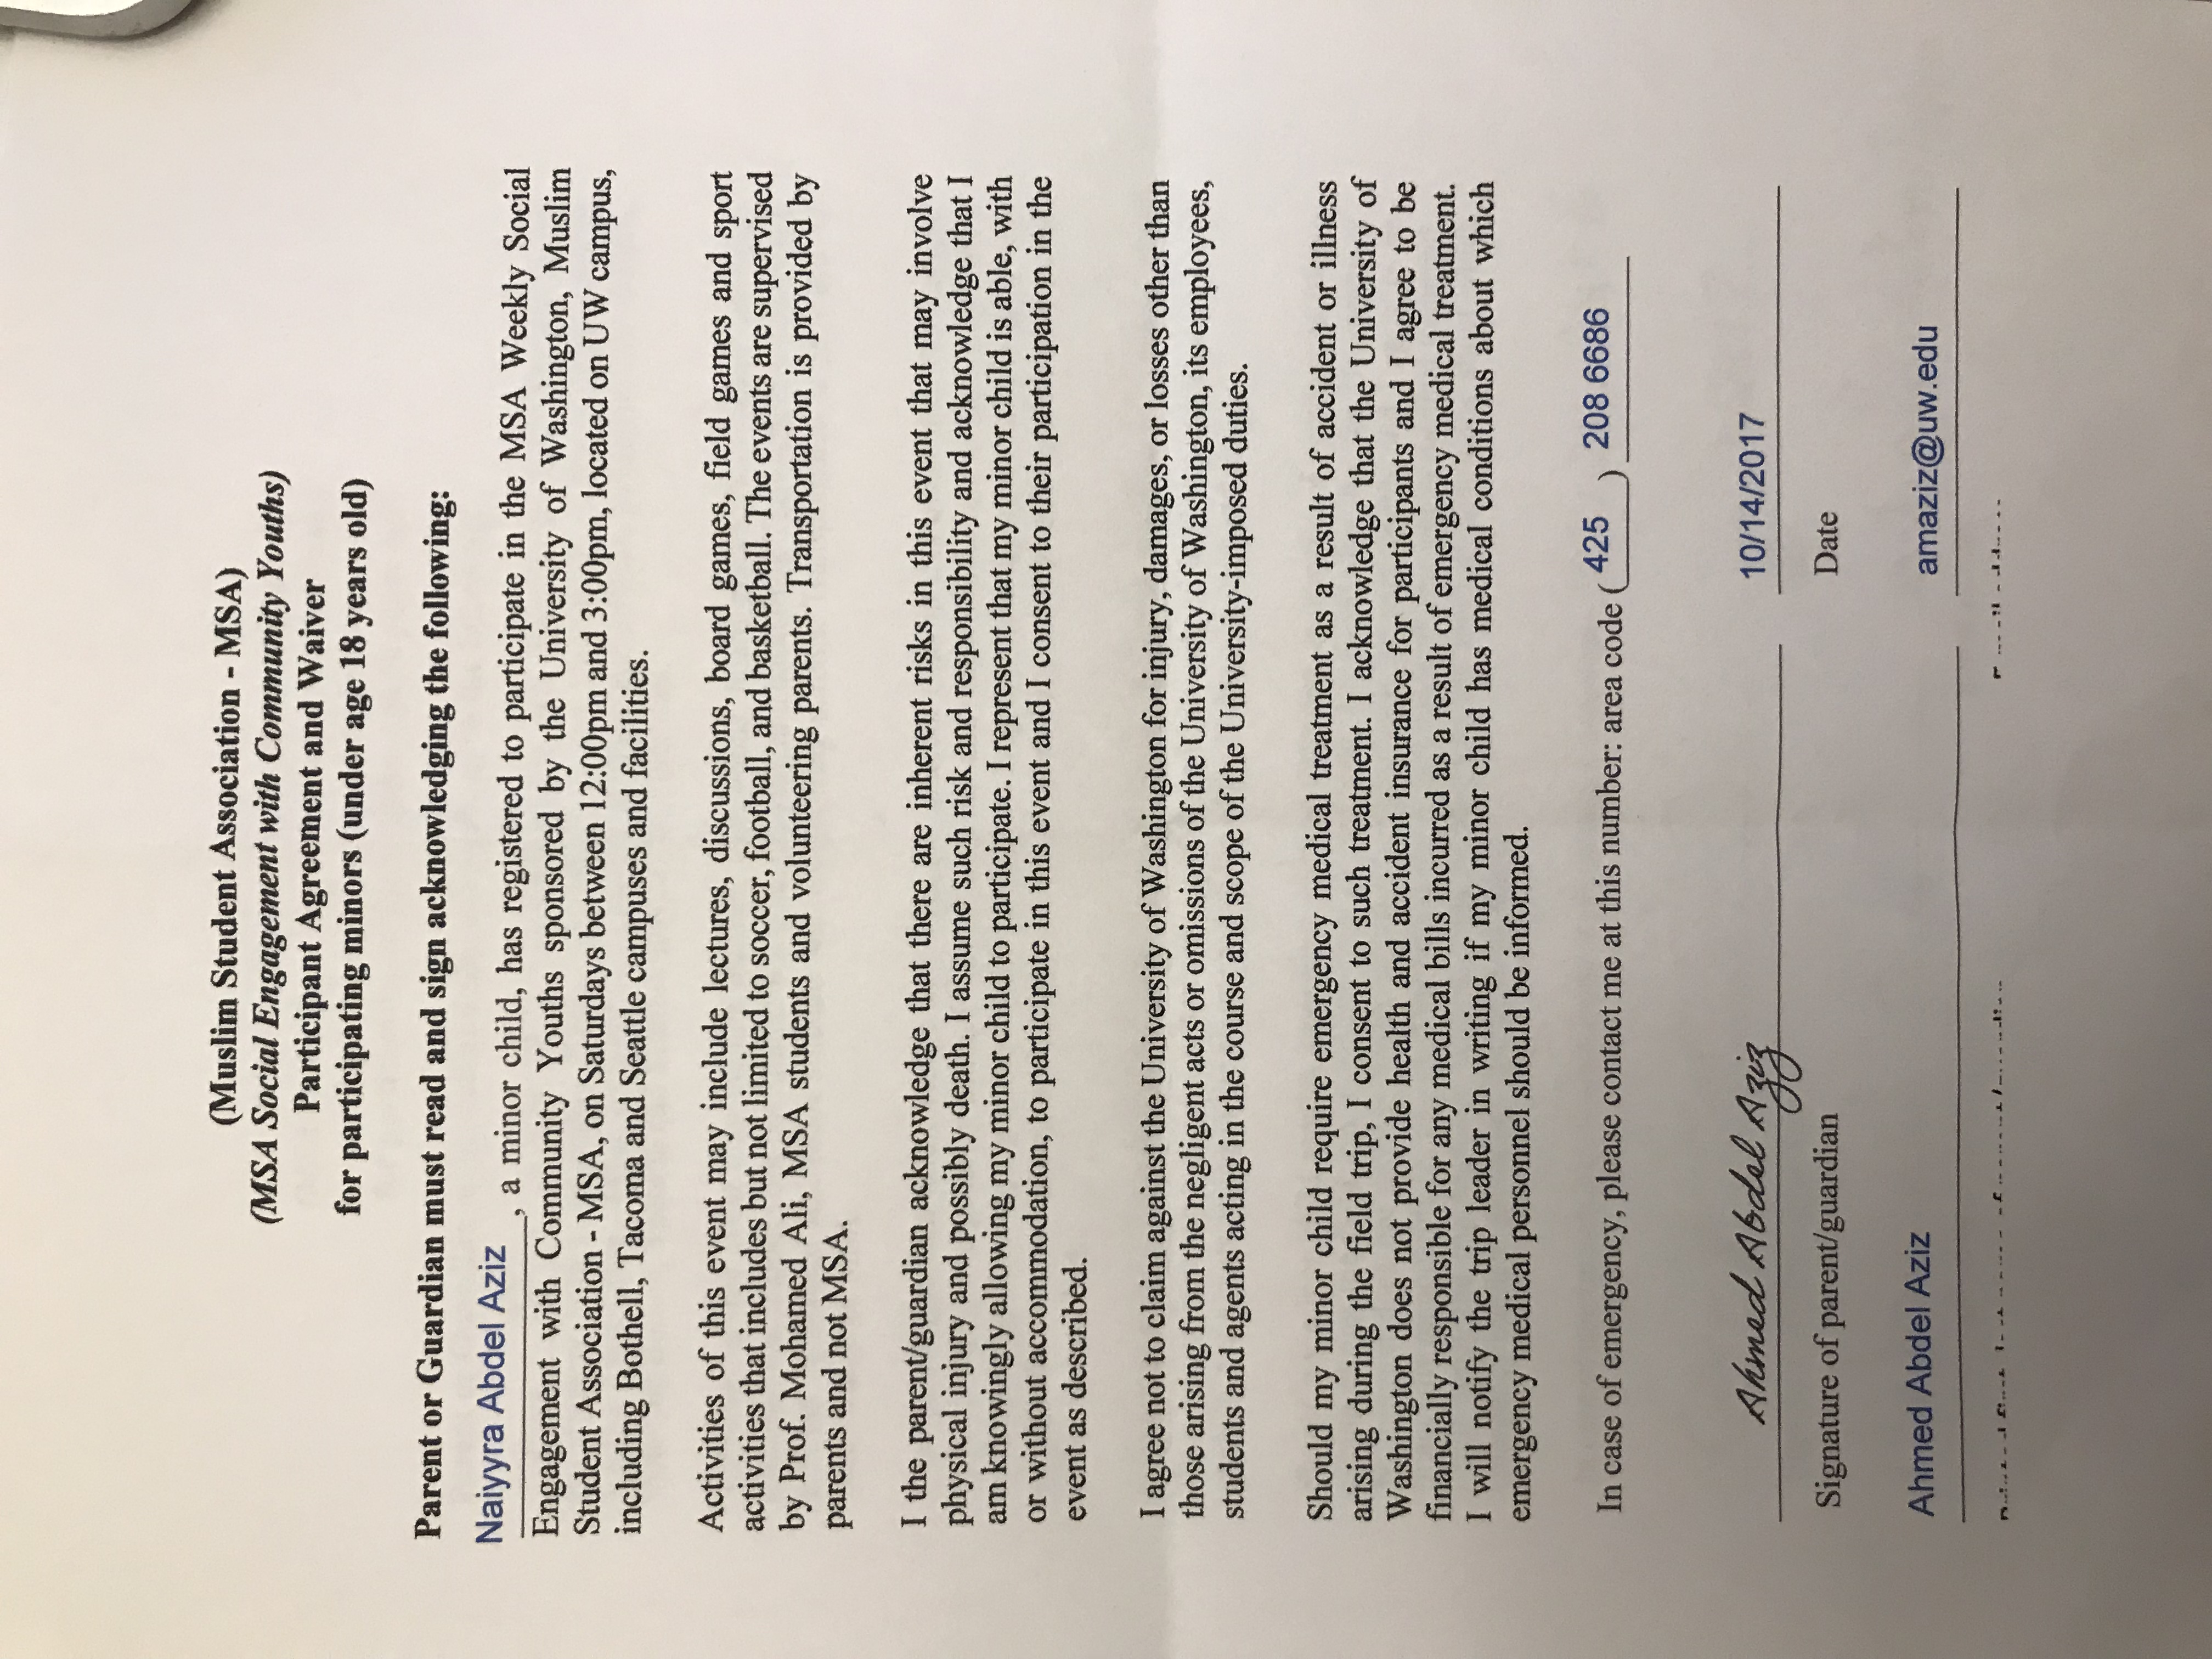 (Muslim Student Association - MSA)
(MSA Social Engagement with Community Youths)
Participant Agreement and Waiver
for participating minors (under age 18 years old)
Parent or Guardian must read and sign acknowledging the following:
Naiyyra Abdel Aziz, a minor child, has registered to participate in the MSA Weekly Social
Engagement with Community Youths sponsored by the University of Washington, Muslim
Student Association - MSA, on Saturdays between 12:00pm and 3:00pm, located on UW campus,
including Bothell, Tacoma and Seattle campuses and facilities.
Activities of this event may include lectures, discussions, board games, field games and sport
activities that includes but not limited to soccer, football, and basketball. The events are supervised
by Prof. Mohamed Ali, MSA students and volunteering parents. Transportation is provided by
parents and not MSA.
I the parent/guardian acknowledge that there are inherent risks in this event that may involve
physical injury and possibly death. I assume such risk and responsibility and acknowledge that I
am knowingly allowing my minor child to participate. I represent that my minor child is able, with
or without accommodation, to participate in this event and I consent to their participation in the
event as described.
I agree not to claim against the University of Washington for injury, damages, or losses other than
those arising from the negligent acts or omissions of the University of Washington, its employees,
students and agents acting in the course and scope of the University-imposed duties.
Should my minor child require emergency medical treatment as a result of accident or illness
arising during the field trip, I consent to such treatment. I acknowledge that the University of
Washington does not provide health and accident insurance for participants and I agree to be
financially responsible for any medical bills incurred as a result of emergency medical treatment.
I will notify the trip leader in writing if my minor child has medical conditions about which
emergency medical personnel should be informed.
In case of emergency, please contact me at this number: area code ( 425 ) 208 6686
Ahmed Abdel Aziz 10/14/2017
Signature of parent/guardian Date
Ahmed Abdel Aziz amaziz@uw.edu